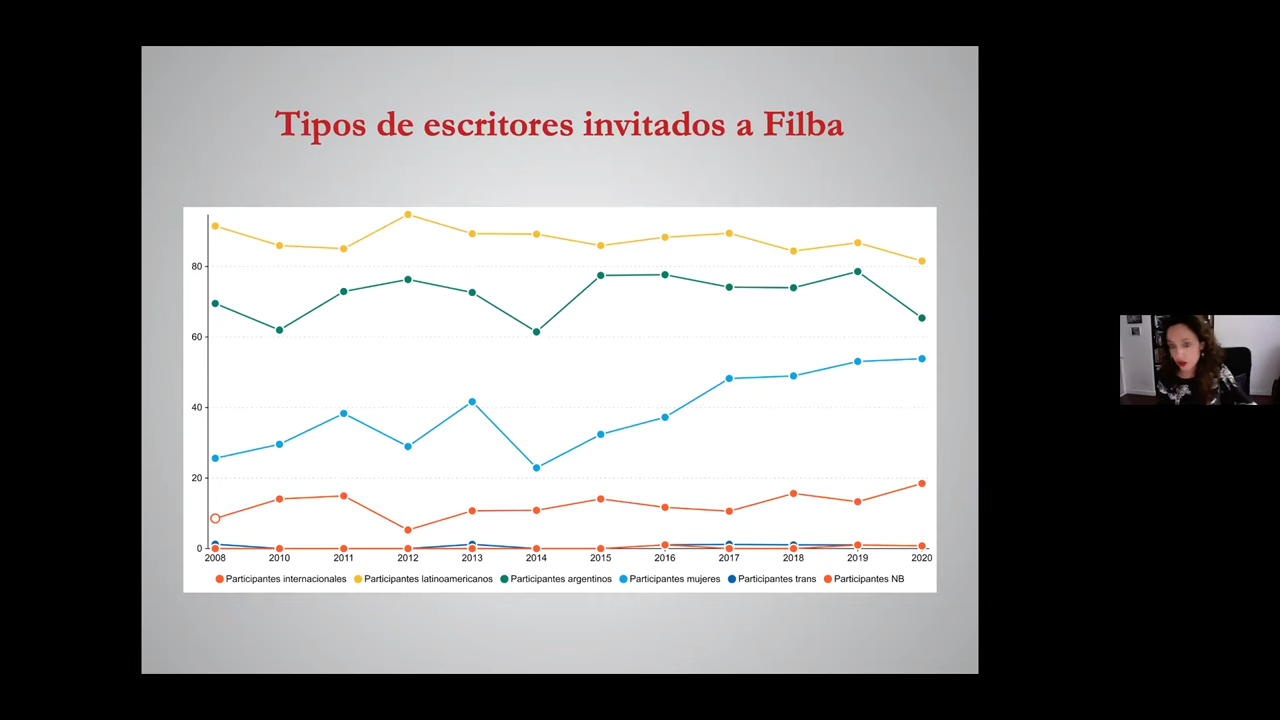 Tipos de escritores invitados a Filba
80
60
40
20
0
2008 2010 2011 2012 2013 2014 2015 2016 2017 2018 2019 2020
Participantes internacionales Participantes latinoamericanos Participantes argentinos Participantes mujeres Participantes trans Participantes NB